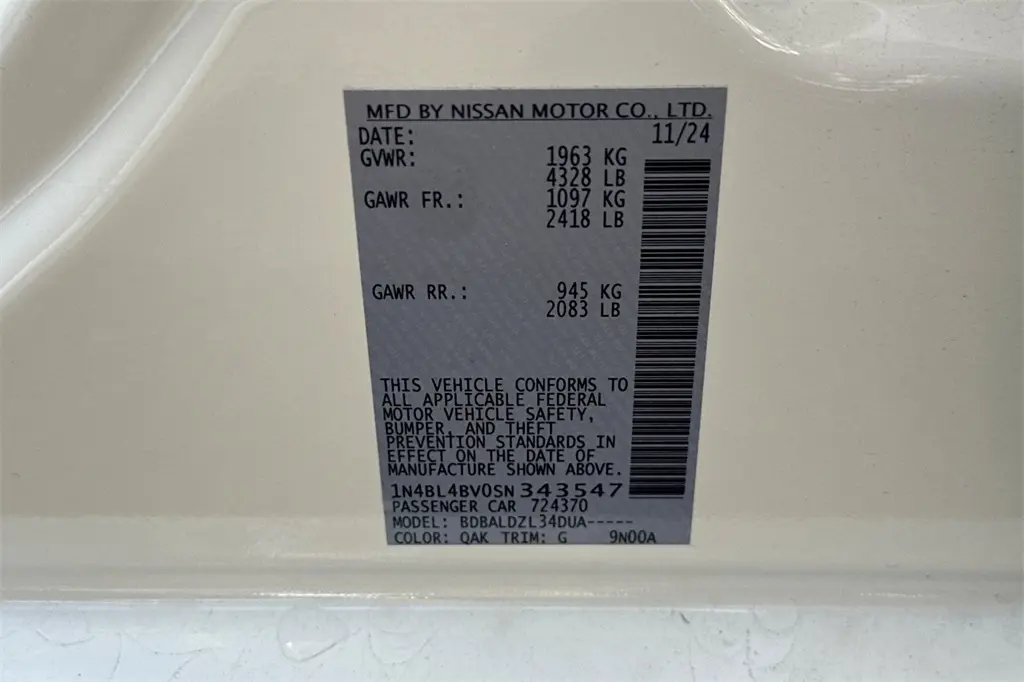 MFD BY NISSAN MOTOR CO., LTD.
DATE: 11/24
GVWR: 1963 KG
4328 LB
GAWR FR.: 1097 KG
2418 LB
GAWR RR.: 945 KG
2083 LB
THIS VEHICLE CONFORMS TO
ALL APPLICABLE FEDERAL
MOTOR VEHICLE SAFETY,
BUMPER, AND THEFT
PREVENTION STANDARDS IN
EFFECT ON THE DATE OF
MANUFACTURE SHOWN ABOVE.
1N4BL4BV0SN343547
PASSENGER CAR 724370
MODEL: BDBALDZL34DUA-----
COLOR: QAK TRIM: G 9N00A